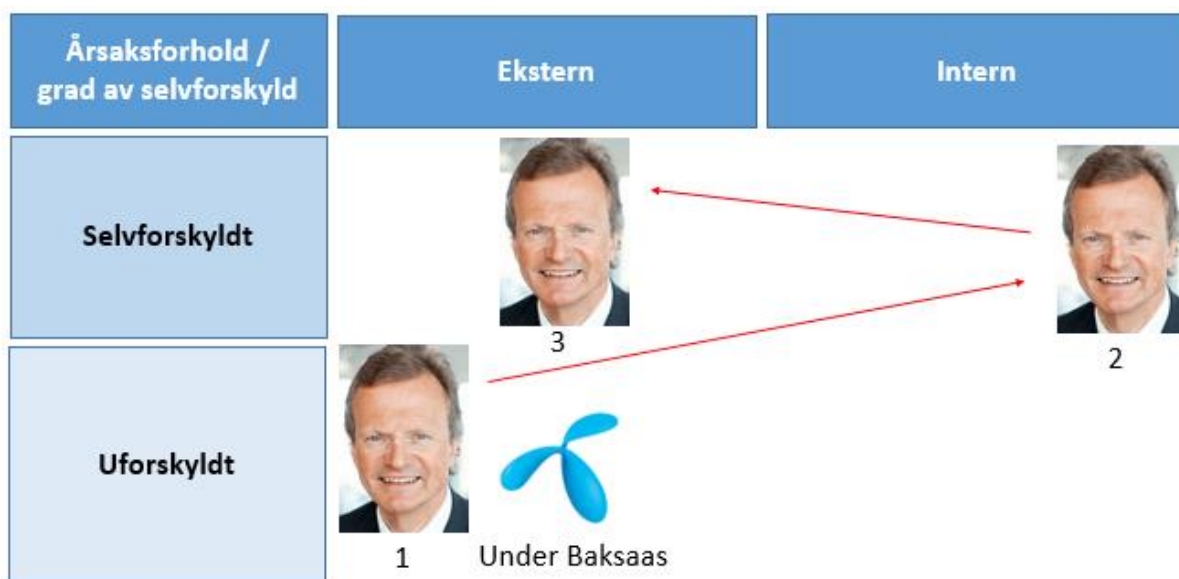 Årsaksforhold /
grad av selvforskyld
Ekstern
Intern
Selvforskyldt
3
2
Uforskyldt
1
Under Baksaas